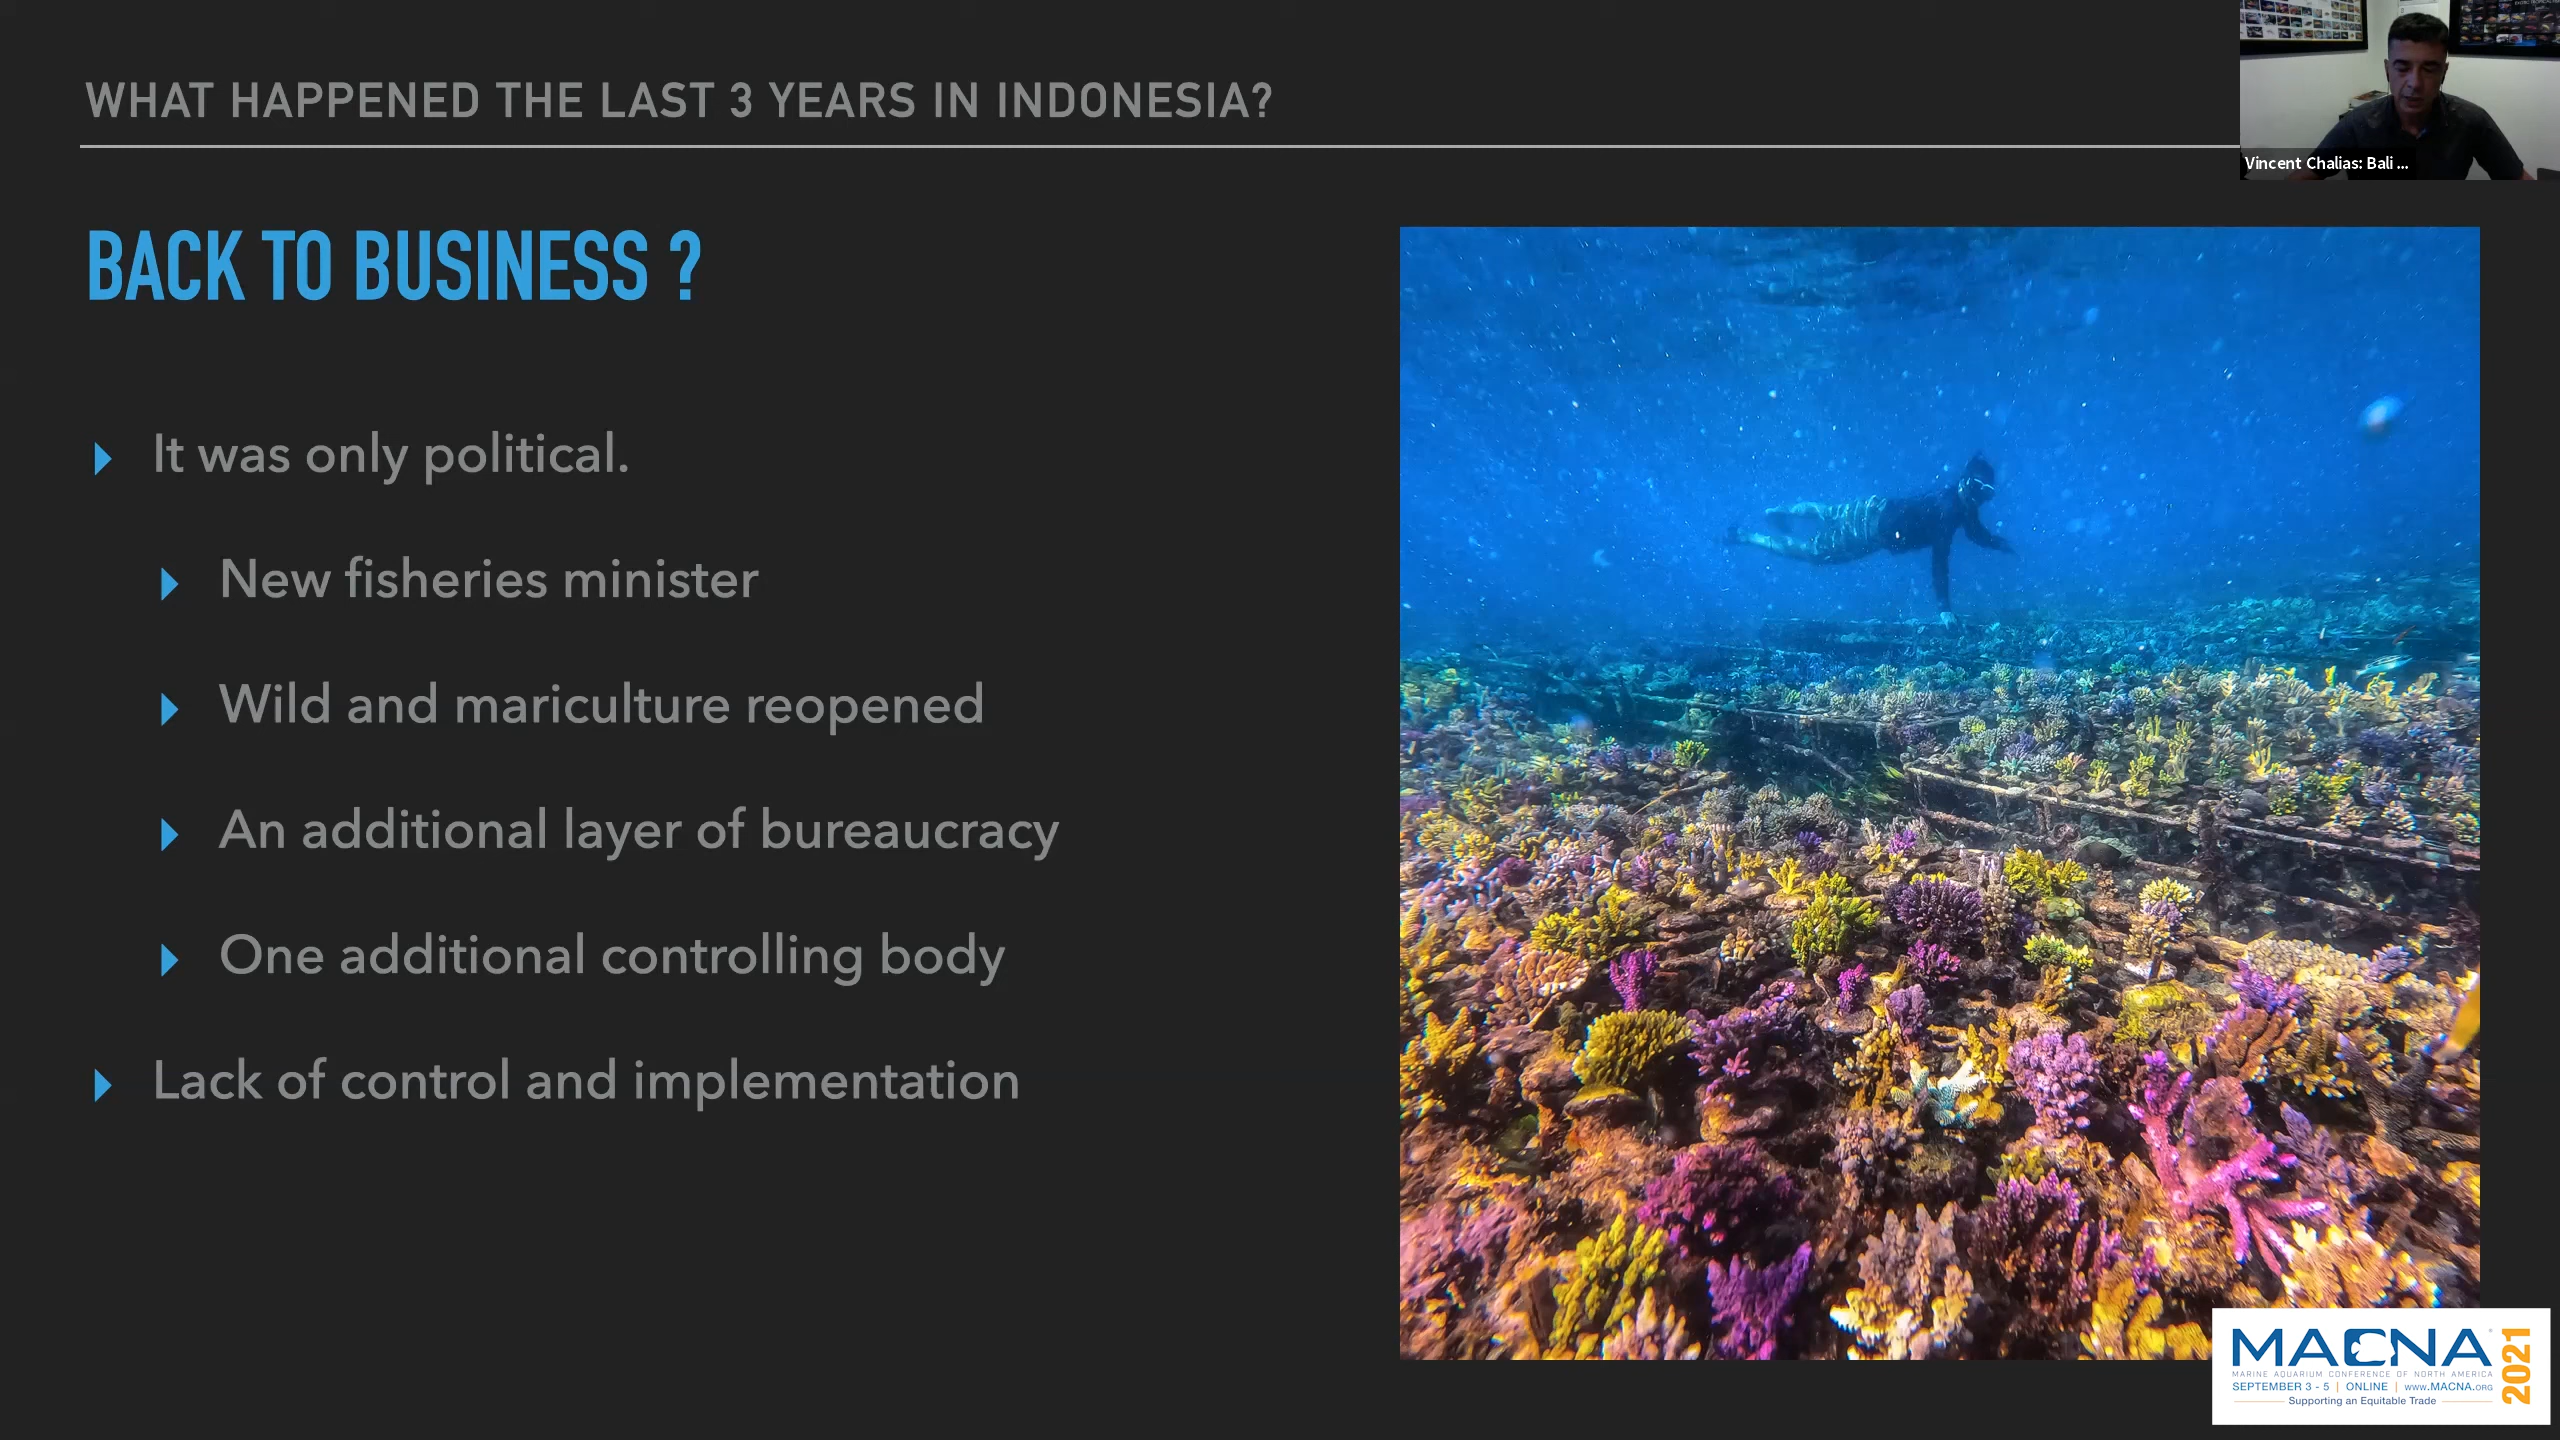 WHAT HAPPENED THE LAST 3 YEARS IN INDONESIA?
Vincent Chalias: Bali ...
BACK TO BUSINESS ?
It was only political.
New fisheries minister
Wild and mariculture reopened
An additional layer of bureaucracy
One additional controlling body
Lack of control and implementation
MACNA 2021
MARINE AQUARIUM CONFERENCE OF NORTH AMERICA
SEPTEMBER 3 - 5 | ONLINE | www.MACNA.ORG
Supporting an Equitable Trade